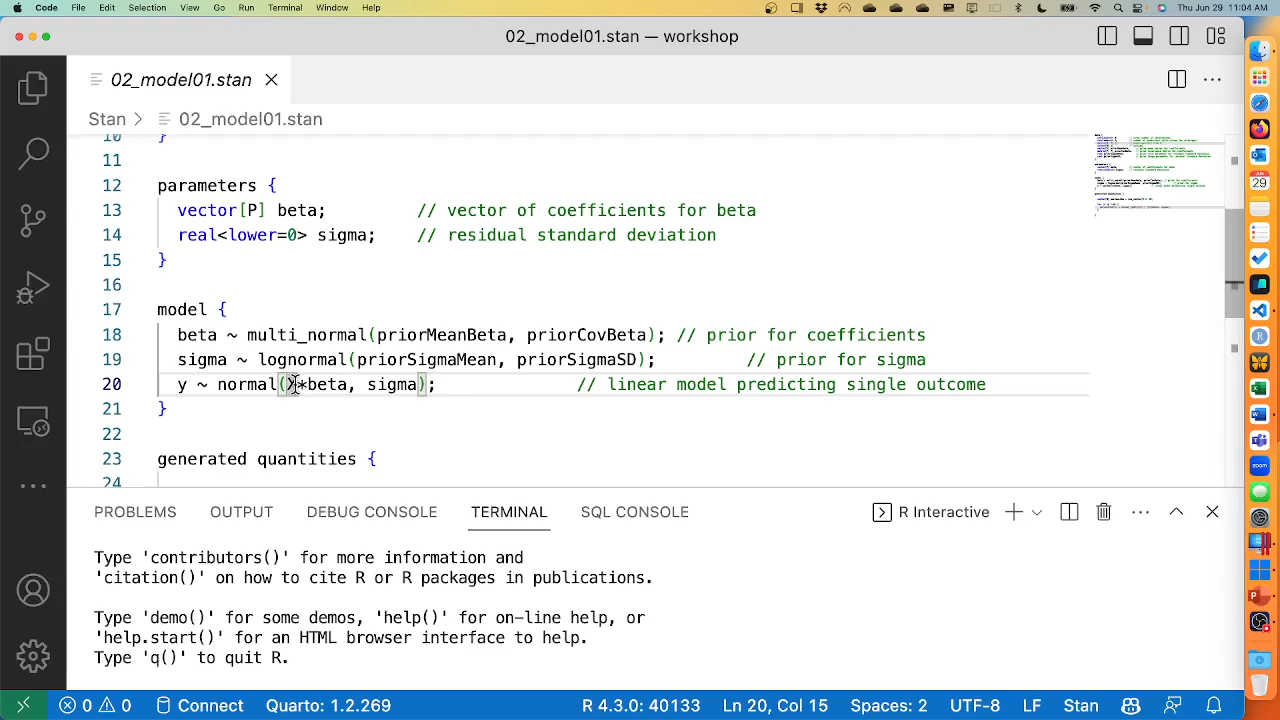 Code File Edit Selection View Go Run Terminal Window Help Thu Jun 29 11:04 AM
02_model01.stan — workshop
02_model01.stan
Stan > 02_model01.stan
10 }
11
12 parameters {
13 vector[P] beta; // vector of coefficients for beta
14 real<lower=0> sigma; // residual standard deviation
15 }
16
17 model {
18 beta ~ multi_normal(priorMeanBeta, priorCovBeta); // prior for coefficients
19 sigma ~ lognormal(priorSigmaMean, priorSigmaSD); // prior for sigma
20 y ~ normal(X*beta, sigma); // linear model predicting single outcome
21 }
22
23 generated quantities {
24
PROBLEMS OUTPUT DEBUG CONSOLE TERMINAL SQL CONSOLE R Interactive
Type 'contributors()' for more information and
'citation()' on how to cite R or R packages in publications.
Type 'demo()' for some demos, 'help()' for on-line help, or
'help.start()' for an HTML browser interface to help.
Type 'q()' to quit R.
0 0 Connect Quarto: 1.2.269 R 4.3.0: 40133 Ln 20, Col 15 Spaces: 2 UTF-8 LF Stan